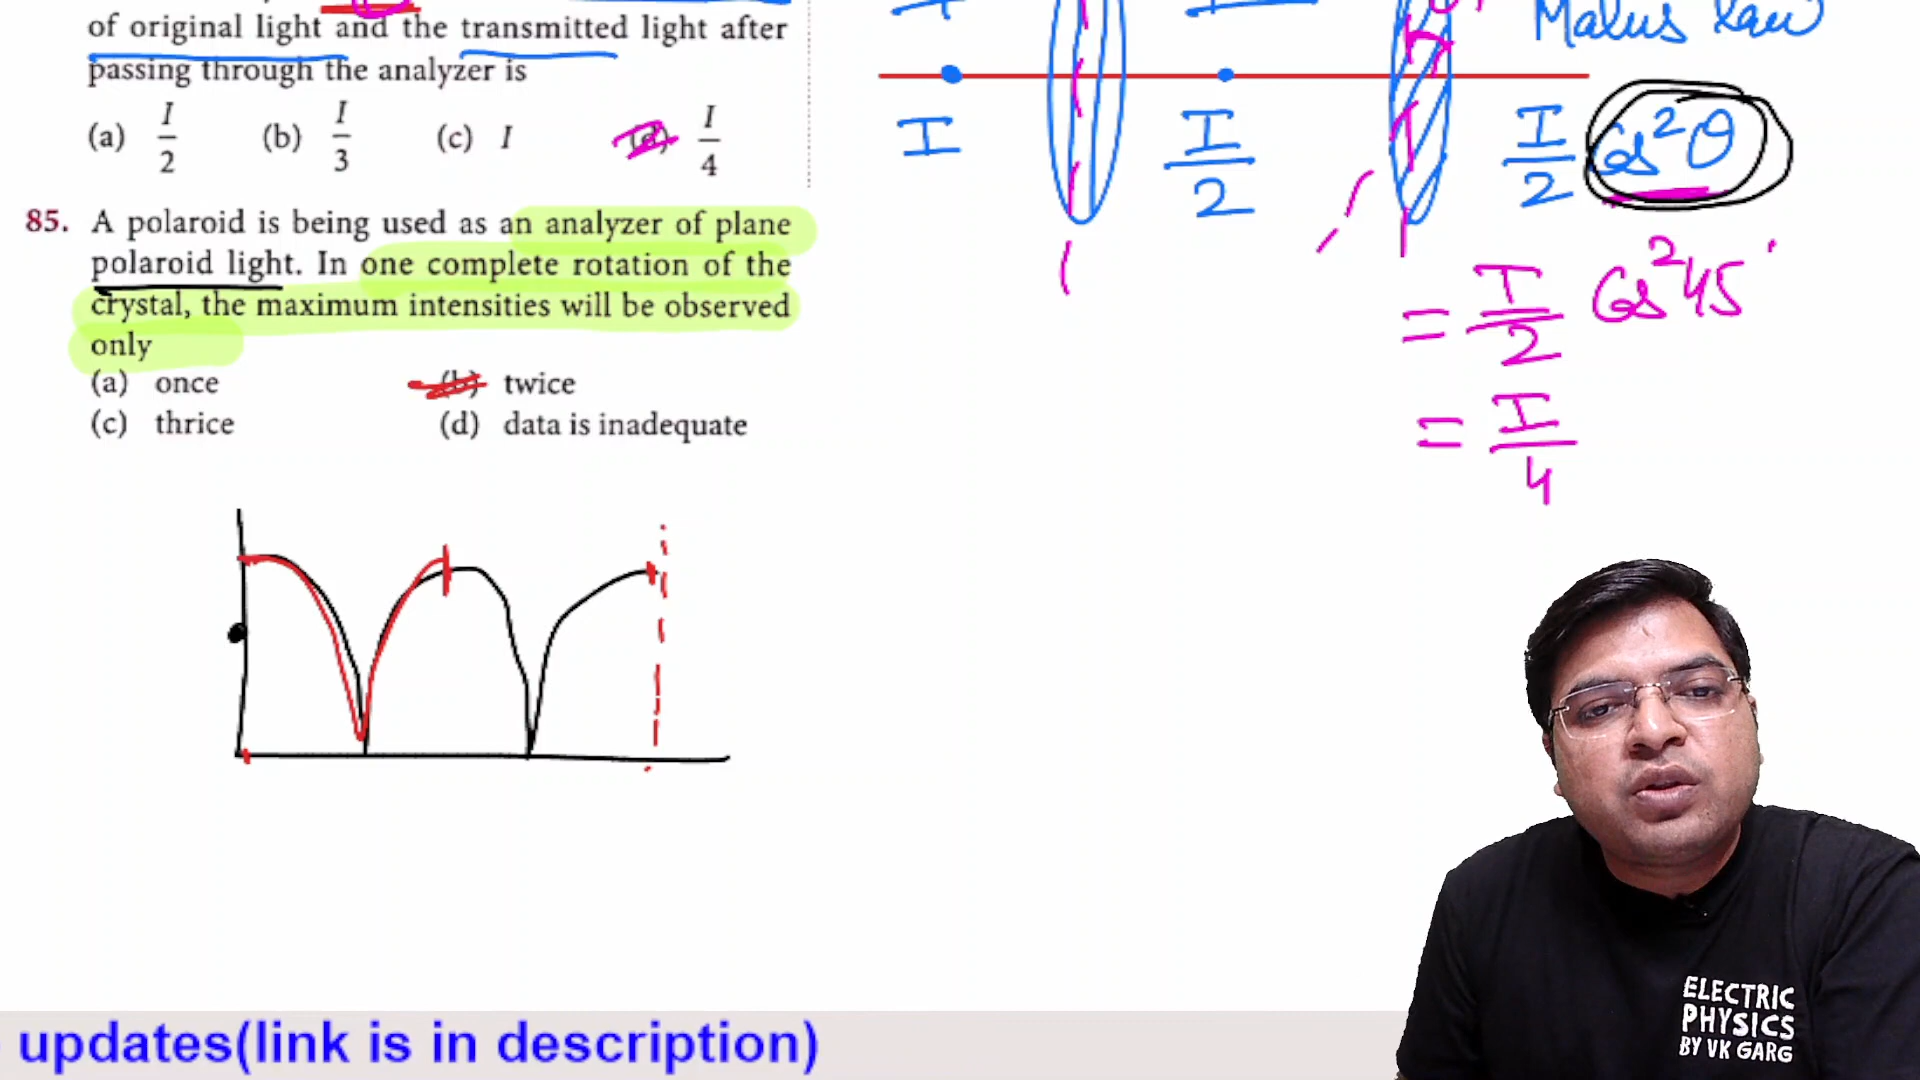 of original light and the transmitted light after
passing through the analyzer is
(a) I/2 (b) I/3 (c) I (d) I/4
85. A polaroid is being used as an analyzer of plane
polaroid light. In one complete rotation of the
crystal, the maximum intensities will be observed
only
(a) once (b) twice
(c) thrice (d) data is inadequate
Malus law
I I/2 I/2 Cos²θ
= I/2 Cos²45°
= I/4
ELECTRIC
PHYSICS
BY VK GARG
updates(link is in description)